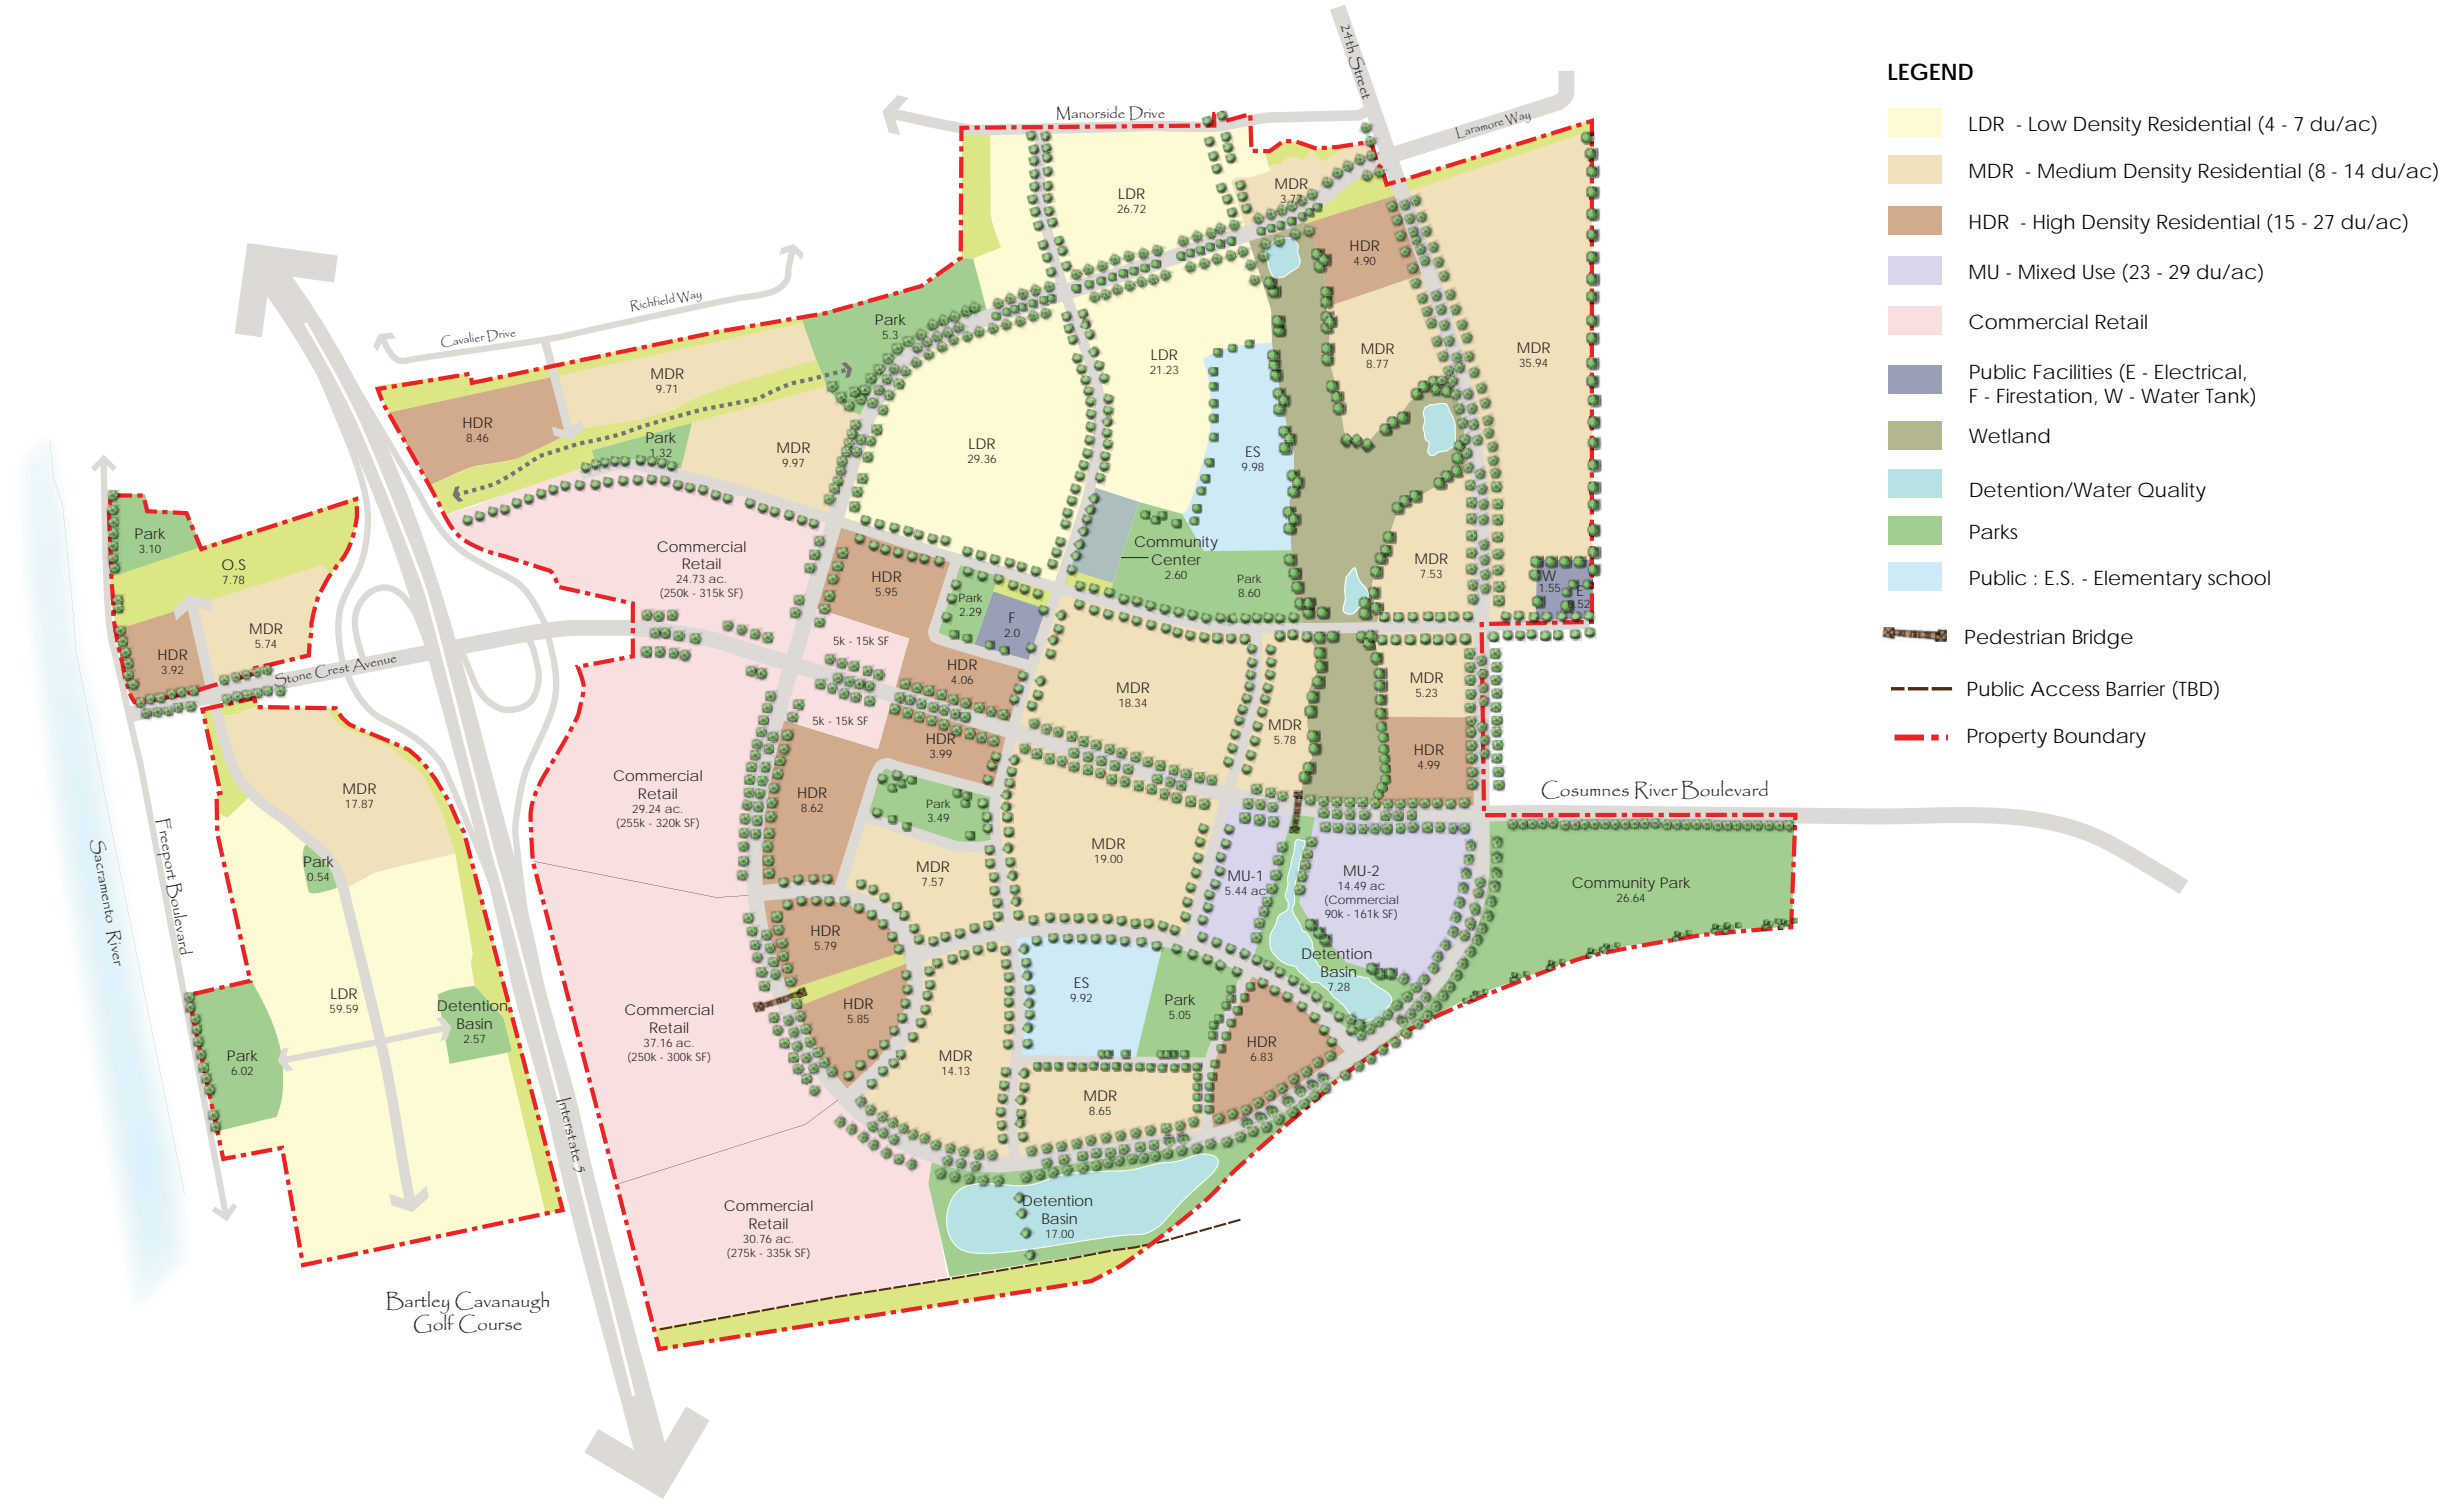 24th Street
Manorside Drive
Laramore Way
LDR
26.72
MDR
3.77
HDR
4.90
Richfield Way
Cavalier Drive
Park
5.3
MDR
9.71
LDR
21.23
MDR
8.77
MDR
35.94
HDR
8.46
Park
1.32
MDR
9.97
LDR
29.36
ES
9.98
Park
3.10
O.S
7.78
Commercial
Retail
24.73 ac.
(250k - 315k SF)
HDR
5.95
Community
Center
2.60
Park
8.60
MDR
7.53
W
1.55
E
0.52
Park
2.29
F
2.0
MDR
5.74
HDR
3.92
Stone Crest Avenue
5k - 15k SF
HDR
4.06
MDR
18.34
MDR
5.23
5k - 15k SF
HDR
3.99
MDR
5.78
HDR
4.99
MDR
17.87
Commercial
Retail
29.24 ac.
(255k - 320k SF)
HDR
8.62
Park
3.49
Cosumnes River Boulevard
Sacramento River
Freeport Boulevard
Park
0.54
MDR
7.57
MDR
19.00
MU-1
5.44 ac
MU-2
14.49 ac
(Commercial
90k - 161k SF)
Community Park
26.64
HDR
5.79
Detention
Basin
7.28
LDR
59.59
Detention
Basin
2.57
Commercial
Retail
37.16 ac.
(250k - 300k SF)
HDR
5.85
ES
9.92
Park
5.05
HDR
6.83
Park
6.02
MDR
14.13
MDR
8.65
Interstate 5
Commercial
Retail
30.76 ac.
(275k - 335k SF)
Detention
Basin
17.00
Bartley Cavanaugh
Golf Course
LEGEND
LDR - Low Density Residential (4 - 7 du/ac)
MDR - Medium Density Residential (8 - 14 du/ac)
HDR - High Density Residential (15 - 27 du/ac)
MU - Mixed Use (23 - 29 du/ac)
Commercial Retail
Public Facilities (E - Electrical,
F - Firestation, W - Water Tank)
Wetland
Detention/Water Quality
Parks
Public : E.S. - Elementary school
Pedestrian Bridge
Public Access Barrier (TBD)
Property Boundary